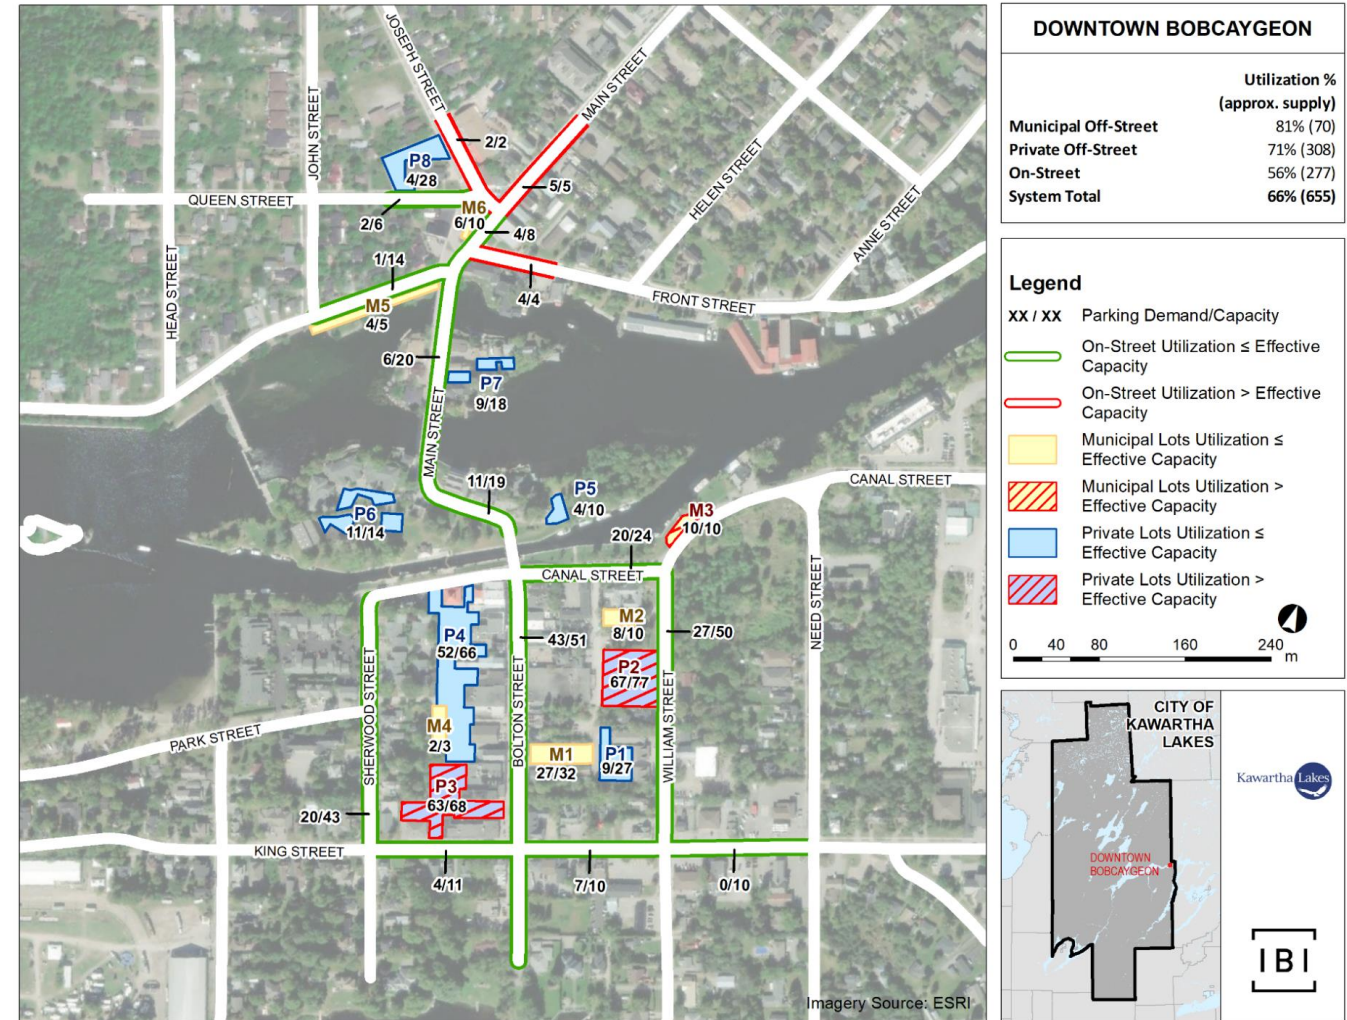 DOWNTOWN BOBCAYGEON
Utilization %
(approx. supply)
Municipal Off-Street 81% (70)
Private Off-Street 71% (308)
On-Street 56% (277)
System Total 66% (655)
Legend
XX / XX Parking Demand/Capacity
On-Street Utilization ≤ Effective
Capacity
On-Street Utilization > Effective
Capacity
Municipal Lots Utilization ≤
Effective Capacity
Municipal Lots Utilization >
Effective Capacity
Private Lots Utilization ≤
Effective Capacity
Private Lots Utilization >
Effective Capacity
0 40 80 160 240
m
CITY OF
KAWARTHA
LAKES
DOWNTOWN
BOBCAYGEON
Kawartha Lakes
IBI
JOSEPH STREET
MAIN STREET
JOHN STREET
2/2
P8
4/28
5/5
HELEN STREET
QUEEN STREET
M6
6/10
2/6
4/8
ANNE STREET
HEAD STREET
1/14
4/4
FRONT STREET
M5
4/5
6/20
P7
9/18
MAIN STREET
11/19
CANAL STREET
P5
4/10
P6
11/14
M3
10/10
20/24
CANAL STREET
M2
8/10
27/50
NEED STREET
P4
52/66
43/51
P2
67/77
SHERWOOD STREET
BOLTON STREET
WILLIAM STREET
PARK STREET
M4
2/3
M1
27/32
P1
9/27
P3
63/68
20/43
KING STREET
4/11
7/10
0/10
Imagery Source: ESRI